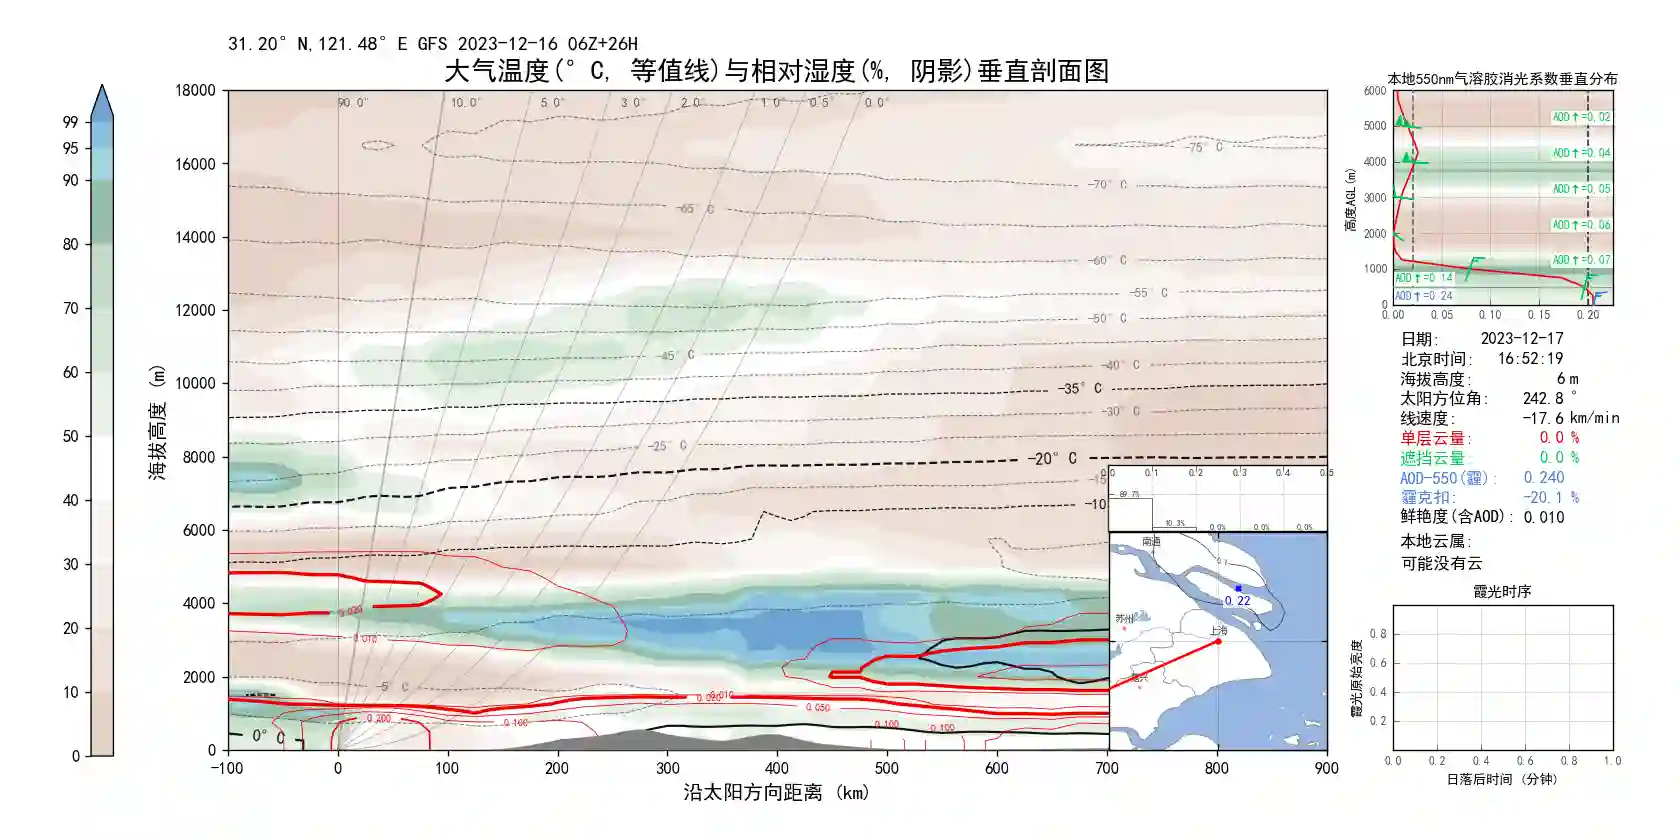 31.20° N,121.48° E GFS 2023-12-16 06Z+26H
大气温度(° C, 等值线)与相对湿度(%, 阴影)垂直剖面图
本地550nm气溶胶消光系数垂直分布
99
95
90
80
70
60
50
40
30
20
10
0
海拔高度 (m)
18000
16000
14000
12000
10000
8000
6000
4000
2000
0
90.0° 10.0° 5.0° 3.0° 2.0° 1.0° 0.5° 0.0°
-75° C
-70° C
-65° C
-60° C
-55° C
-50° C
-45° C
-40° C
-35° C
-30° C
-25° C
-20° C
-15
-10
-5° C
0° C
0.020
0.010
0.010
0.050
0.200
0.100
0.100
0.100
-100 0 100 200 300 400 500 600 700 800 900
沿太阳方向距离 (km)
0.0 0.1 0.2 0.3 0.4 0.5
89.7%
10.3%
0.0% 0.0% 0.0%
南通
0.22
苏州
上海
高度AGL(m)
6000
5000
4000
3000
2000
1000
0
AOD↑=0.02
AOD↑=0.04
AOD↑=0.05
AOD↑=0.06
AOD↑=0.07
AOD↑=0.14
AOD↑=0.24
0.00 0.05 0.10 0.15 0.20
日期: 2023-12-17
北京时间: 16:52:19
海拔高度: 6 m
太阳方位角: 242.8 °
线速度: -17.6 km/min
单层云量: 0.0 %
遮挡云量: 0.0 %
AOD-550(霾): 0.240
霾克扣: -20.1 %
鲜艳度(含AOD): 0.010
本地云属:
可能没有云
霞光时序
霞光原始亮度
0.8
0.6
0.4
0.2
0.0 0.2 0.4 0.6 0.8 1.0
日落后时间 (分钟)